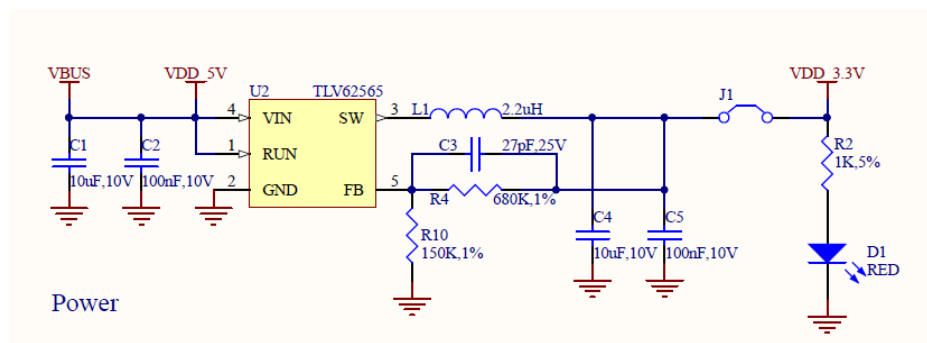 VBUS VDD_5V VDD_3.3V
U2 TLV62565
4 VIN SW 3 L1 2.2uH J1
C1 C2 1 RUN C3 27pF,25V R2
1K,5%
10uF,10V 100nF,10V 2 GND FB 5 R4 680K,1%
R10 C4 C5
150K,1% 10uF,10V 100nF,10V D1
RED
Power